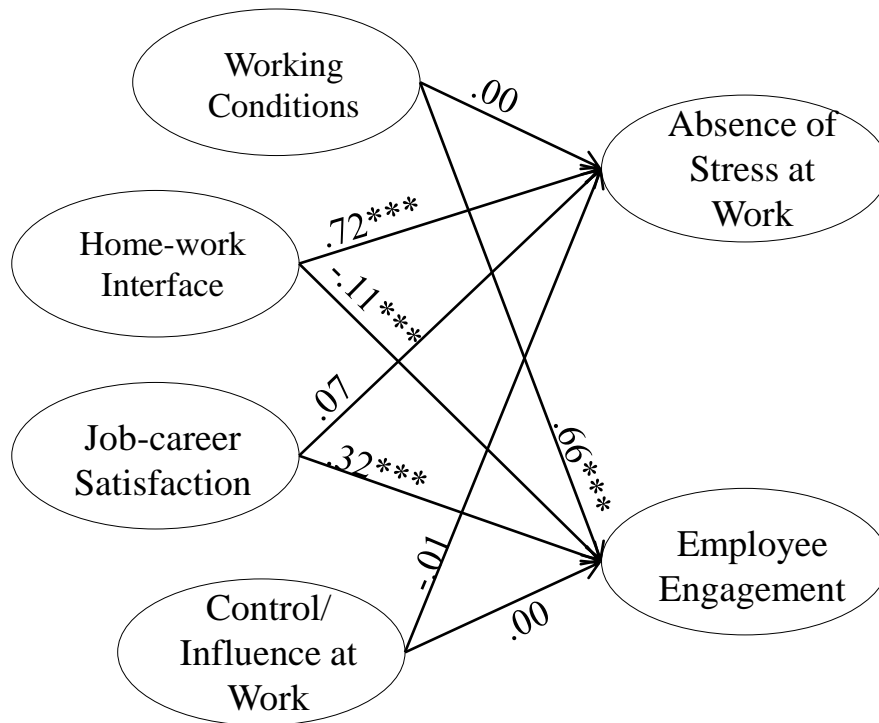 Working
Conditions
.00
Absence of
Stress at
Work
Home-work
Interface
.72***
-.11***
Job-career
Satisfaction
.07
.32***
.66***
Control/
Influence at
Work
-.01
.00
Employee
Engagement